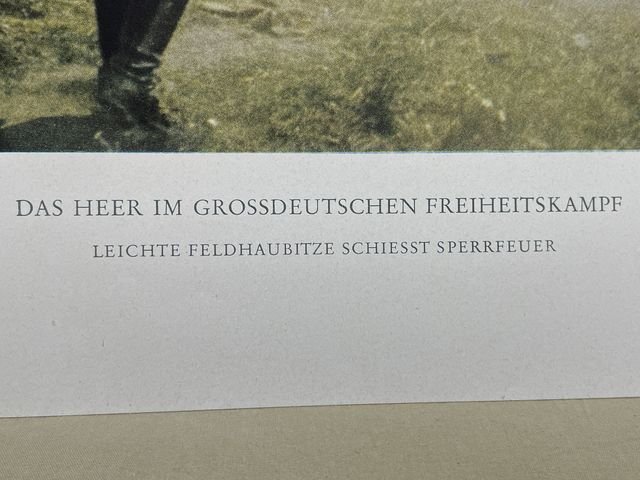 DAS HEER IM GROSSDEUTSCHEN FREIHEITSKAMPF
LEICHTE FELDHAUBITZE SCHIESST SPERRFEUER